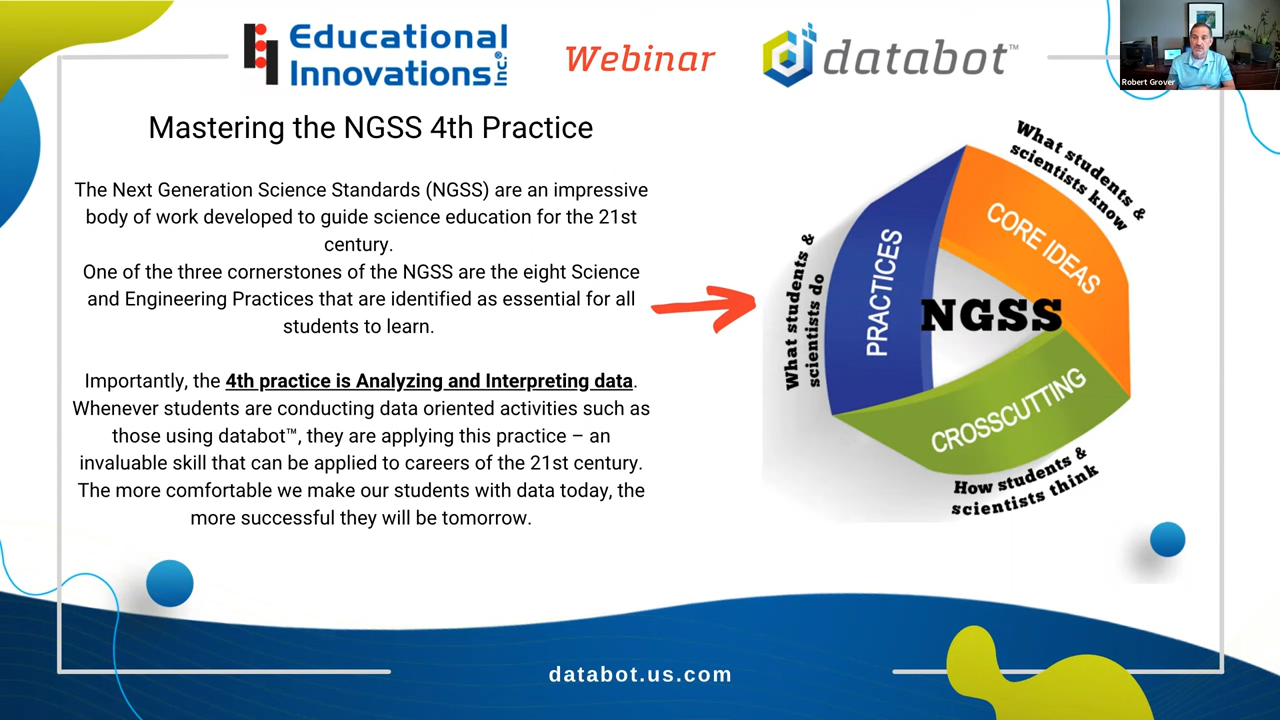 Educational
Innovations Inc.®
Webinar
databot™
Robert Grover
Mastering the NGSS 4th Practice
The Next Generation Science Standards (NGSS) are an impressive
body of work developed to guide science education for the 21st
century.
One of the three cornerstones of the NGSS are the eight Science
and Engineering Practices that are identified as essential for all
students to learn.
Importantly, the 4th practice is Analyzing and Interpreting data.
Whenever students are conducting data oriented activities such as
those using databot™, they are applying this practice – an
invaluable skill that can be applied to careers of the 21st century.
The more comfortable we make our students with data today, the
more successful they will be tomorrow.
What students &
scientists know
CORE IDEAS
What students &
scientists do
PRACTICES
NGSS
CROSSCUTTING
How students &
scientists think
databot.us.com